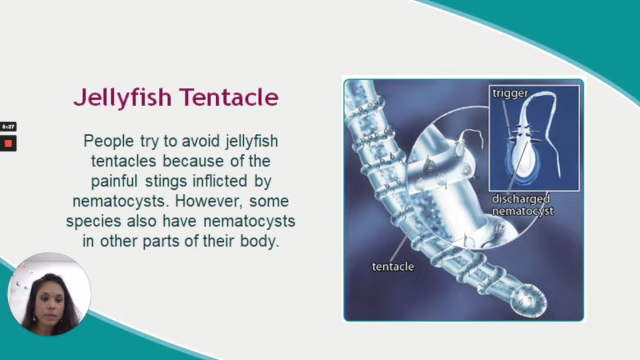 Jellyfish Tentacle
People try to avoid jellyfish
tentacles because of the
painful stings inflicted by
nematocysts. However, some
species also have nematocysts
in other parts of their body.
trigger
discharged
nematocyst
tentacle